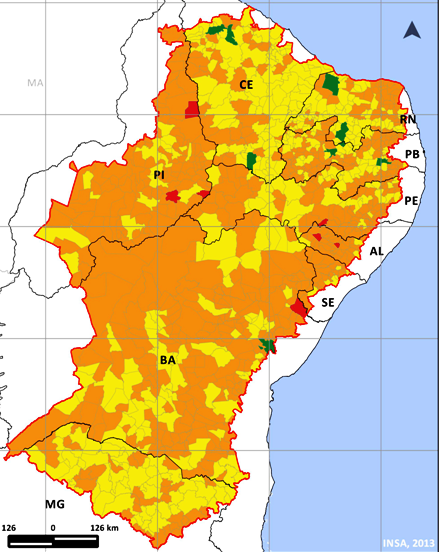 MA
CE
RN
PB
PI
PE
AL
SE
BA
MG
126 0 126 km
INSA, 2013